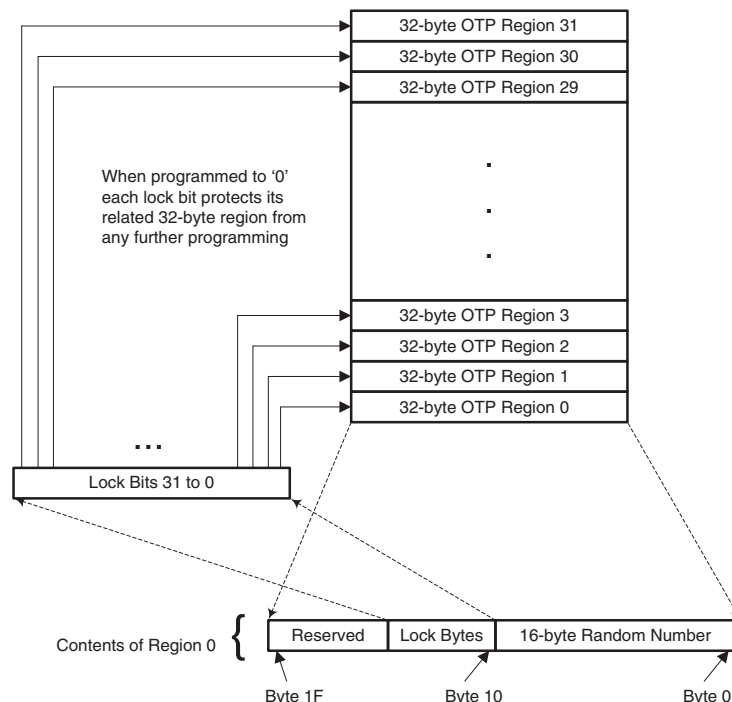 32-byte OTP Region 31
32-byte OTP Region 30
32-byte OTP Region 29
.
.
.
When programmed to ‘0’
each lock bit protects its
related 32-byte region from
any further programming
32-byte OTP Region 3
32-byte OTP Region 2
32-byte OTP Region 1
32-byte OTP Region 0
...
Lock Bits 31 to 0
Contents of Region 0 {
Reserved
Lock Bytes
16-byte Random Number
Byte 1F
Byte 10
Byte 0